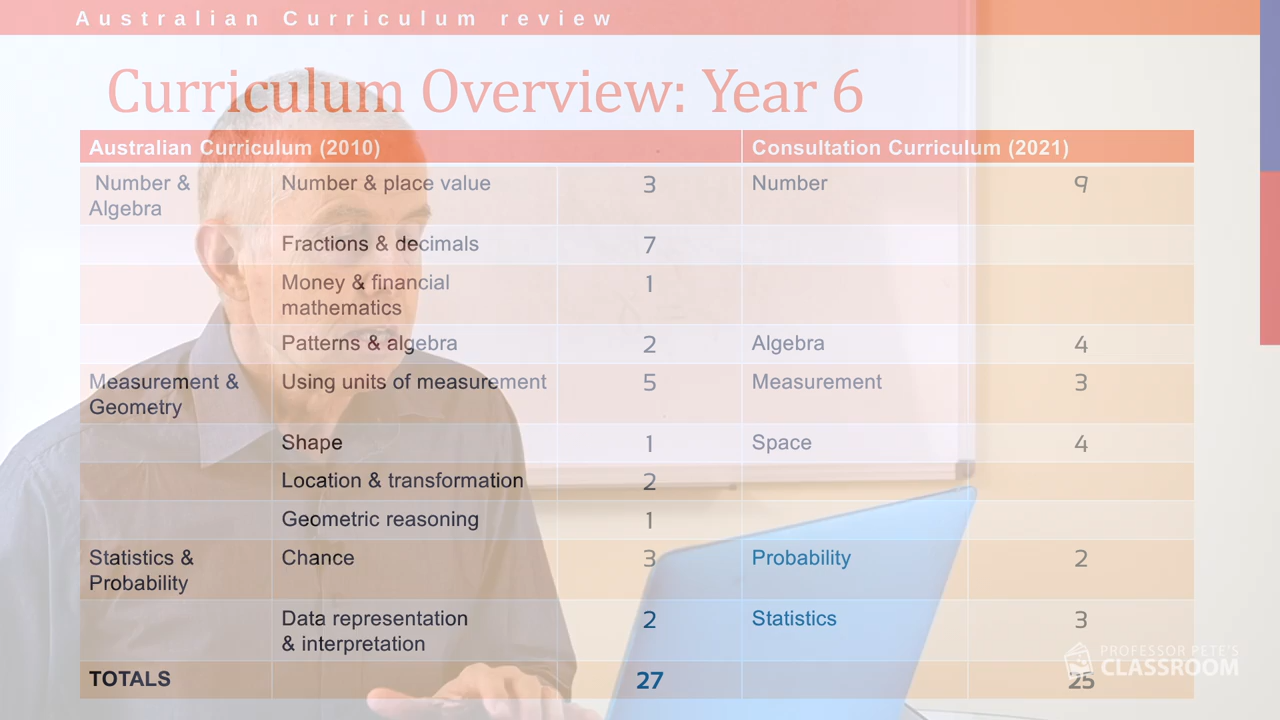 Australian Curriculum review
Curriculum Overview: Year 6
Australian Curriculum (2010) Consultation Curriculum (2021)
Number & Number & place value 3 Number 9
Algebra
Fractions & decimals 7
Money & financial 1
mathematics
Patterns & algebra 2 Algebra 4
Measurement & Using units of measurement 5 Measurement 3
Geometry
Shape 1 Space 4
Location & transformation 2
Geometric reasoning 1
Statistics & Chance 3 Probability 2
Probability
Data representation 2 Statistics 3
& interpretation
TOTALS 27 25
PROFESSOR PETE'S
CLASSROOM